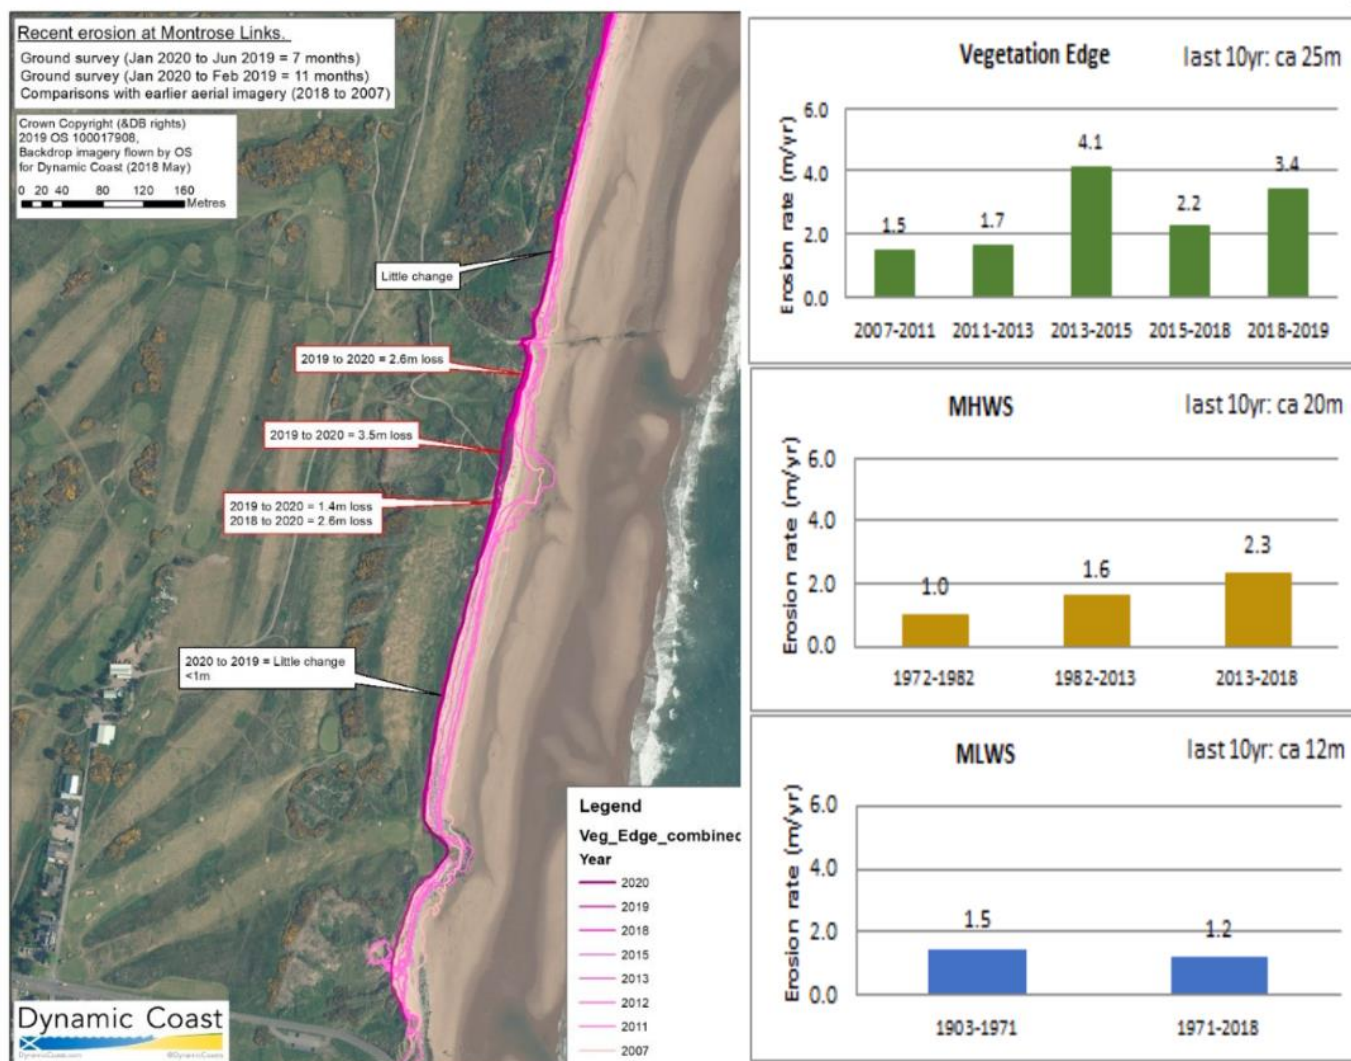 Recent erosion at Montrose Links.
Ground survey (Jan 2020 to Jun 2019 = 7 months)
Ground survey (Jan 2020 to Feb 2019 = 11 months)
Comparisons with earlier aerial imagery (2018 to 2007)
Crown Copyright (&DB rights)
2019 OS 100017908,
Backdrop imagery flown by OS
for Dynamic Coast (2018 May)
0 20 40 80 120 160
Metres
Little change
2019 to 2020 = 2.6m loss
2019 to 2020 = 3.5m loss
2019 to 2020 = 1.4m loss
2018 to 2020 = 2.6m loss
2020 to 2019 = Little change
<1m
Legend
Veg_Edge_combined
Year
2020
2019
2018
2015
2013
2012
2011
2007
Dynamic Coast
DynamicCoast.com
@DynamicCoasts
Vegetation Edge
last 10yr: ca 25m
Erosion rate (m/yr)
6.0
4.0
2.0
0.0
1.5
1.7
4.1
2.2
3.4
2007-2011
2011-2013
2013-2015
2015-2018
2018-2019
MHWS
last 10yr: ca 20m
Erosion rate (m/yr)
6.0
4.0
2.0
0.0
1.0
1.6
2.3
1972-1982
1982-2013
2013-2018
MLWS
last 10yr: ca 12m
Erosion rate (m/yr)
6.0
4.0
2.0
0.0
1.5
1.2
1903-1971
1971-2018